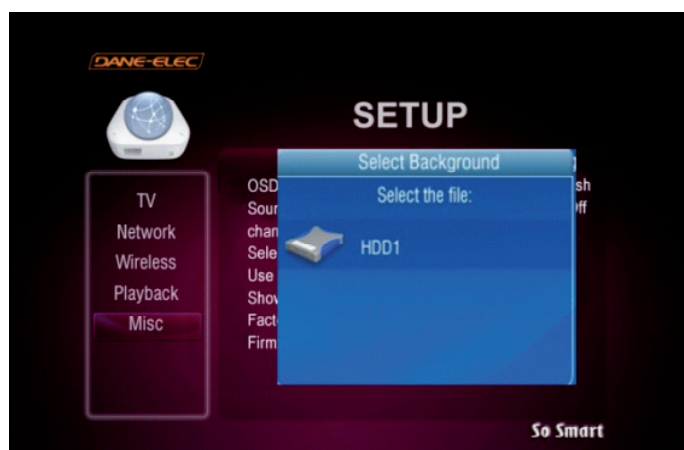 DANE-ELEC
SETUP
Select Background
Select the file:
HDD1
TV
Network
Wireless
Playback
Misc
OSD
Sour
chan
Sele
Use
Show
Fact
Firm
sh
ff
So Smart